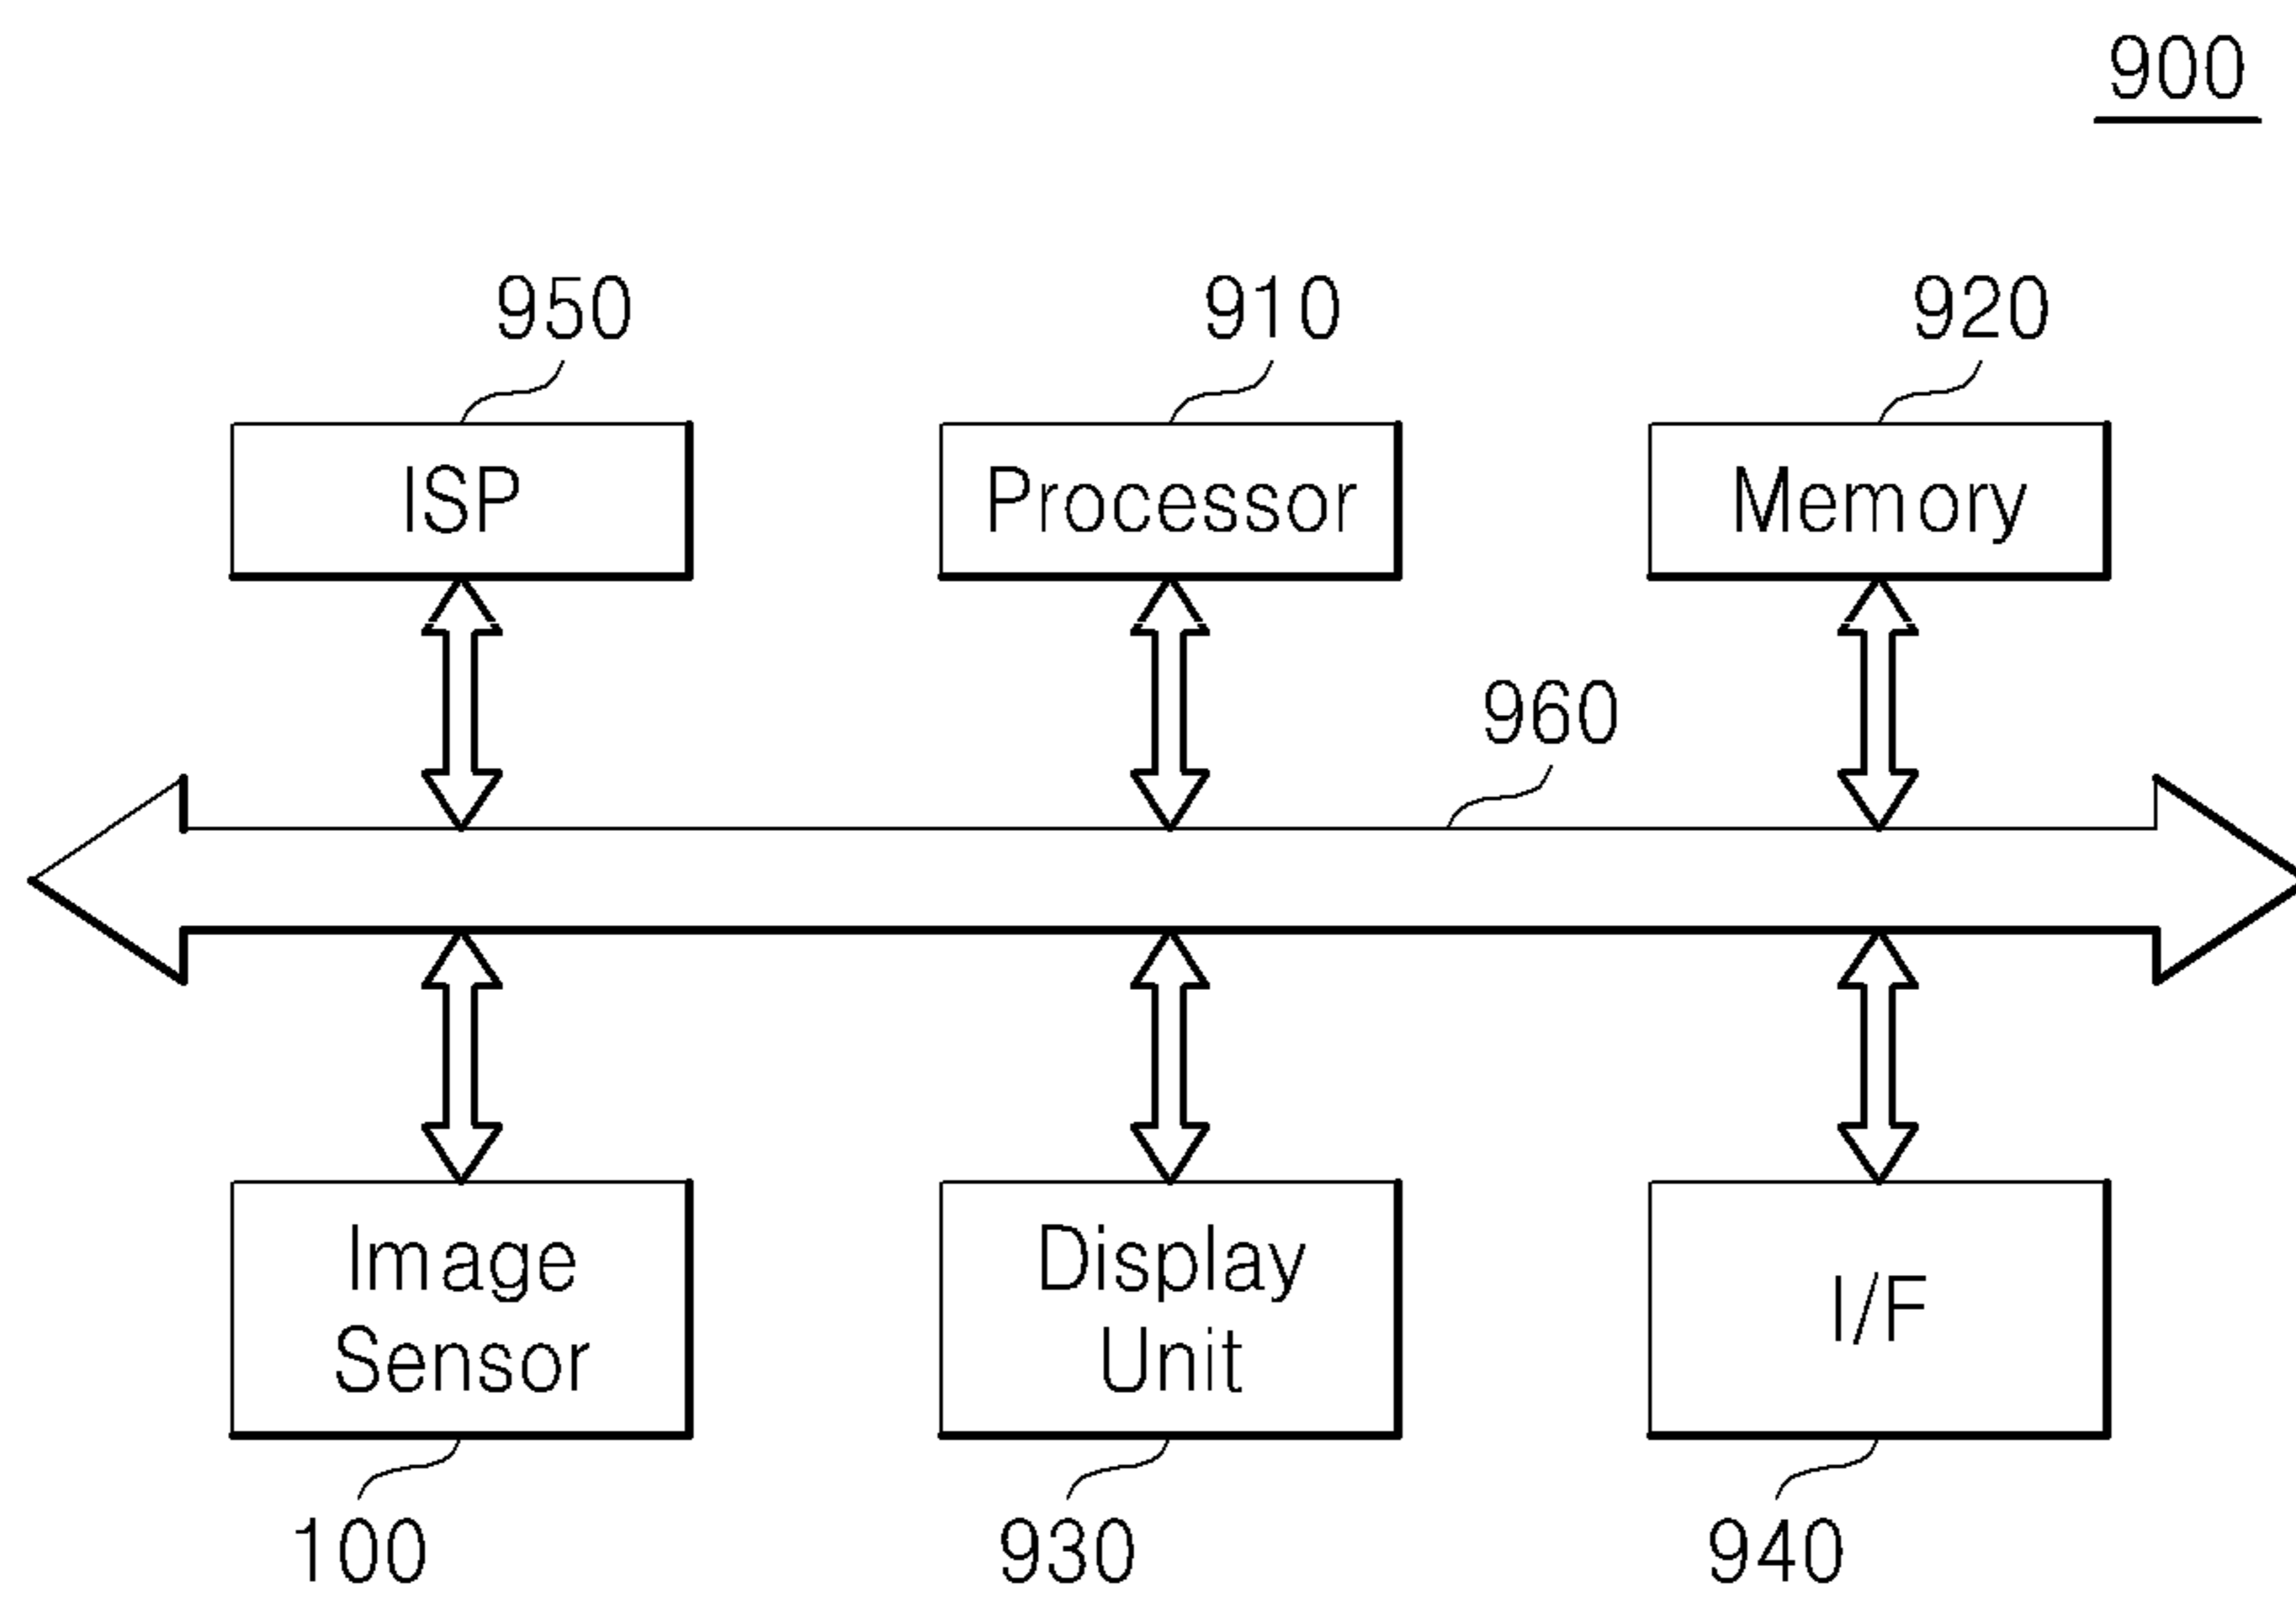 900
950
910
920
ISP
Processor
Memory
960
Image
Sensor
Display
Unit
I/F
100
930
940